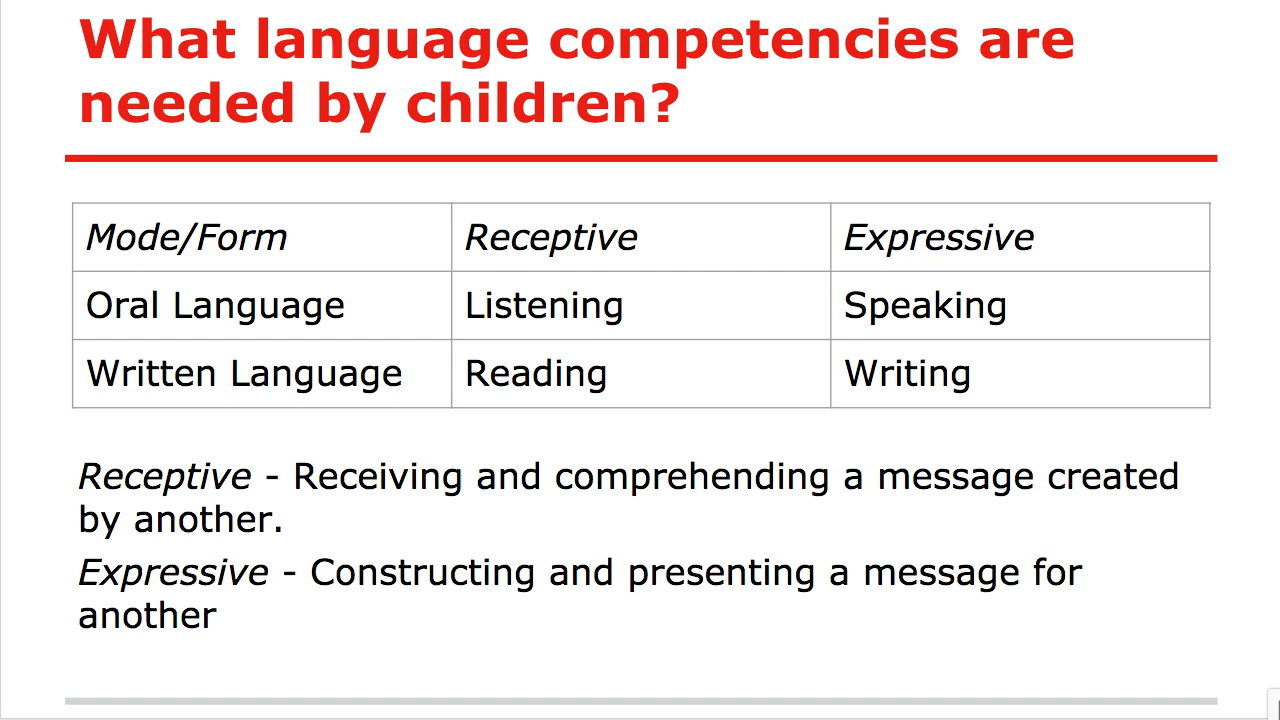 What language competencies are
needed by children?
Mode/Form Receptive Expressive
Oral Language Listening Speaking
Written Language Reading Writing
Receptive - Receiving and comprehending a message created
by another.
Expressive - Constructing and presenting a message for
another